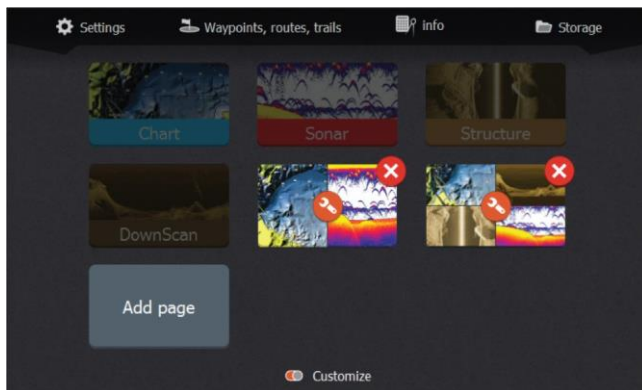 Settings
Waypoints, routes, trails
info
Storage
Chart
Sonar
Structure
DownScan
Add page
Customize